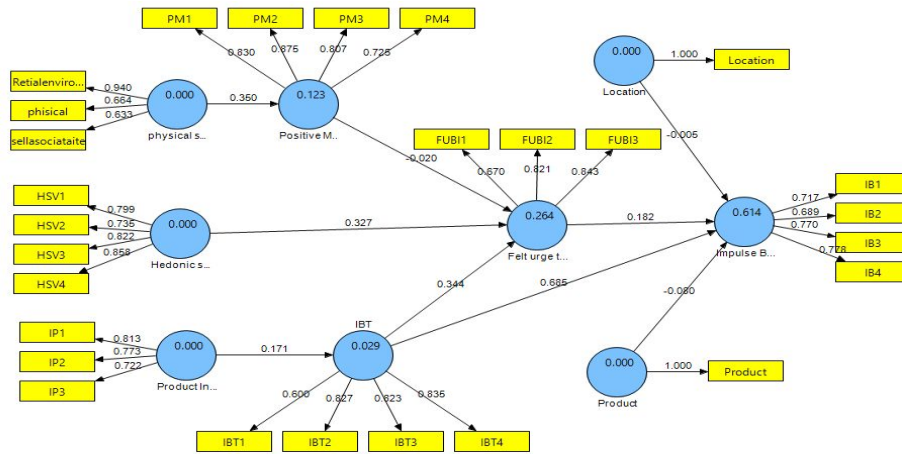 PM1
PM2
PM3
PM4
0.830
0.875
0.807
0.725
Retialenviro...
phisical
sellasociataite
0.940
0.664
0.633
0.000
physical s...
0.350
0.123
Positive M...
-0.020
0.000
Location
1.000
Location
-0.005
FUBI1
FUBI2
FUBI3
0.821
0.843
0.264
Felt urge t...
0.182
0.614
Impulse B...
IB1
IB2
IB3
IB4
0.717
0.689
0.770
0.778
HSV1
HSV2
HSV3
HSV4
0.799
0.735
0.822
0.858
0.000
Hedonic s...
0.327
0.344
0.685
IP1
IP2
IP3
0.813
0.773
0.722
0.000
Product In...
0.171
IBT
0.029
0.600
0.827
0.835
IBT1
IBT2
IBT3
IBT4
0.000
Product
1.000
Product